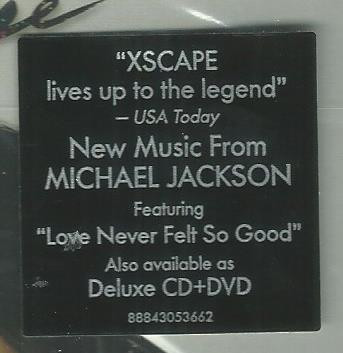 “XSCAPE
lives up to the legend”
– USA Today
New Music From
MICHAEL JACKSON
Featuring
“Love Never Felt So Good”
Also available as
Deluxe CD+DVD
88843053662